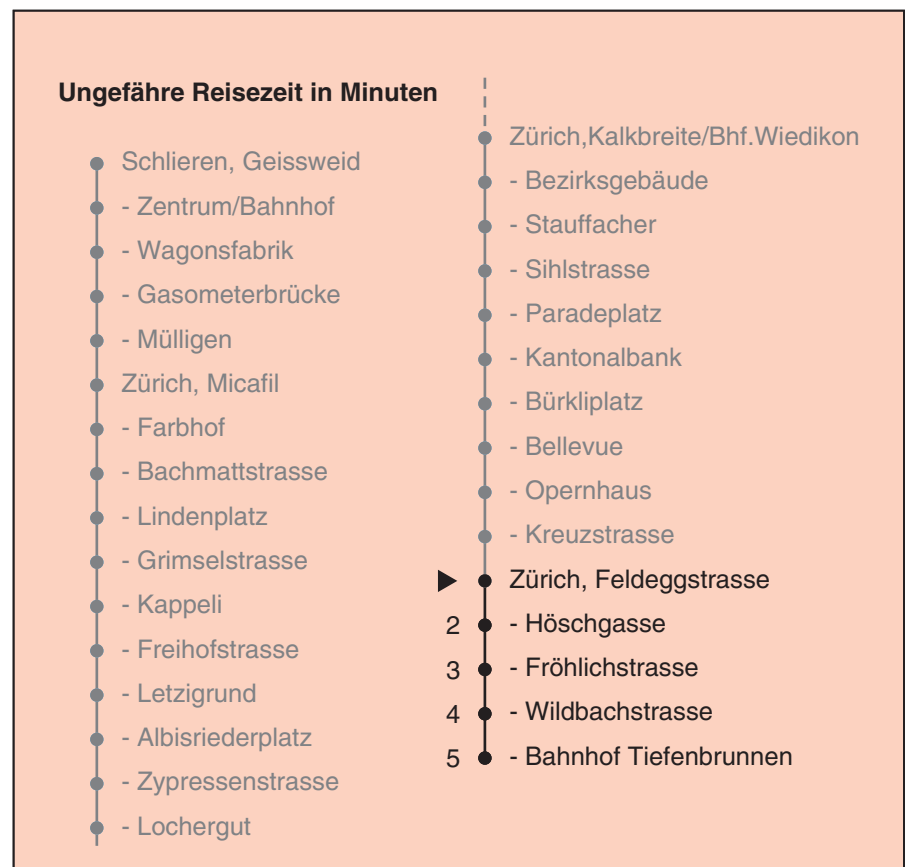 Ungefähre Reisezeit in Minuten
Schlieren, Geissweid
- Zentrum/Bahnhof
- Wagonsfabrik
- Gasometerbrücke
- Mülligen
Zürich, Micafil
- Farbhof
- Bachmattstrasse
- Lindenplatz
- Grimselstrasse
- Kappeli
- Freihofstrasse
- Letzigrund
- Albisriederplatz
- Zypressenstrasse
- Lochergut
Zürich,Kalkbreite/Bhf.Wiedikon
- Bezirksgebäude
- Stauffacher
- Sihlstrasse
- Paradeplatz
- Kantonalbank
- Bürkliplatz
- Bellevue
- Opernhaus
- Kreuzstrasse
Zürich, Feldeggstrasse
2 - Höschgasse
3 - Fröhlichstrasse
4 - Wildbachstrasse
5 - Bahnhof Tiefenbrunnen